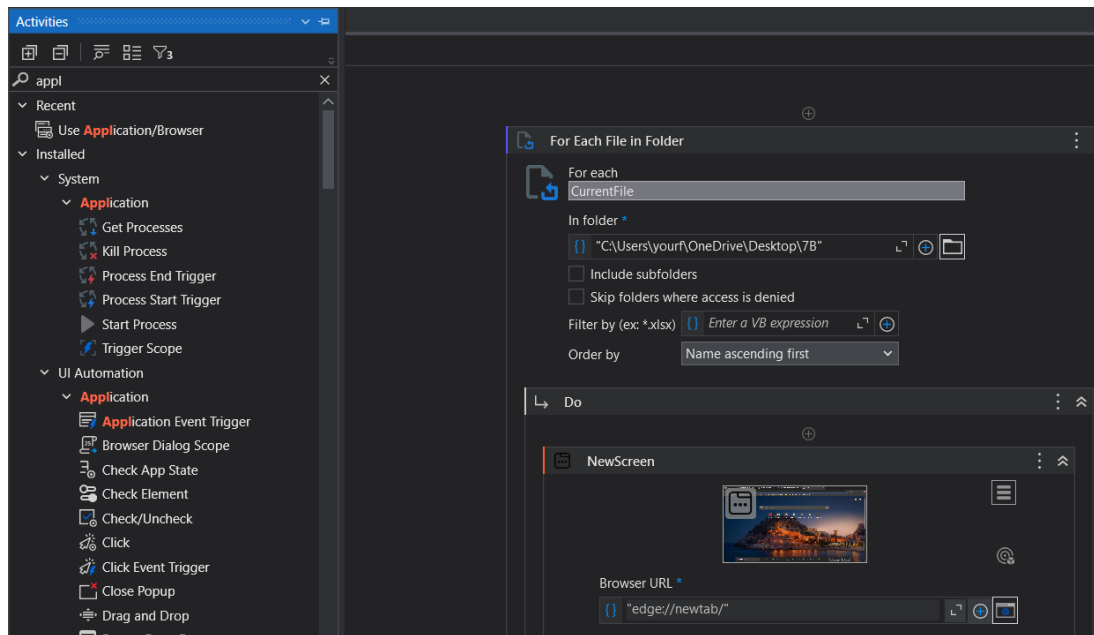 Activities
3
appl
Recent
Use Application/Browser
Installed
System
Application
Get Processes
Kill Process
Process End Trigger
Process Start Trigger
Start Process
Trigger Scope
UI Automation
Application
Application Event Trigger
Browser Dialog Scope
Check App State
Check Element
Check/Uncheck
Click
Click Event Trigger
Close Popup
Drag and Drop
For Each File in Folder
For each
CurrentFile
In folder *
"C:\Users\yourf\OneDrive\Desktop\7B"
Include subfolders
Skip folders where access is denied
Filter by (ex: *.xlsx) Enter a VB expression
Order by Name ascending first
Do
NewScreen
Browser URL *
"edge://newtab/"